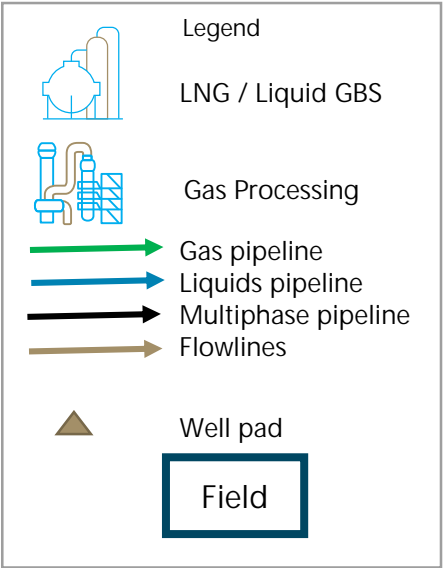 Legend
LNG / Liquid GBS
Gas Processing
Gas pipeline
Liquids pipeline
Multiphase pipeline
Flowlines
Well pad
Field